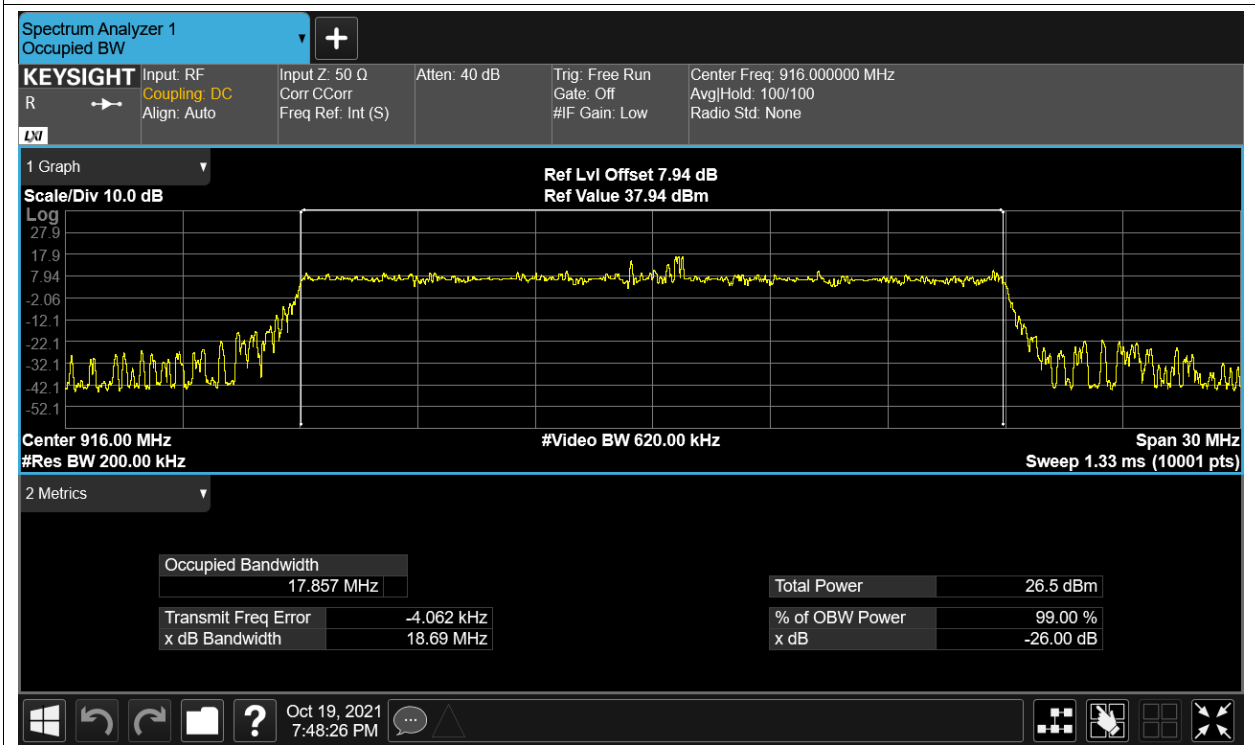 Spectrum Analyzer 1
Occupied BW
KEYSIGHT
R
LXI
Input: RF
Coupling: DC
Align: Auto
Input Z: 50 Ω
Corr CCorr
Freq Ref: Int (S)
Atten: 40 dB
Trig: Free Run
Gate: Off
#IF Gain: Low
Center Freq: 916.000000 MHz
Avg|Hold: 100/100
Radio Std: None
1 Graph
Scale/Div 10.0 dB
Ref Lvl Offset 7.94 dB
Ref Value 37.94 dBm
Log
27.9
17.9
7.94
-2.06
-12.1
-22.1
-32.1
-42.1
-52.1
Center 916.00 MHz
#Res BW 200.00 kHz
#Video BW 620.00 kHz
Span 30 MHz
Sweep 1.33 ms (10001 pts)
2 Metrics
Occupied Bandwidth
17.857 MHz
Total Power 26.5 dBm
Transmit Freq Error -4.062 kHz
% of OBW Power 99.00 %
x dB Bandwidth 18.69 MHz
x dB -26.00 dB
?
Oct 19, 2021
7:48:26 PM